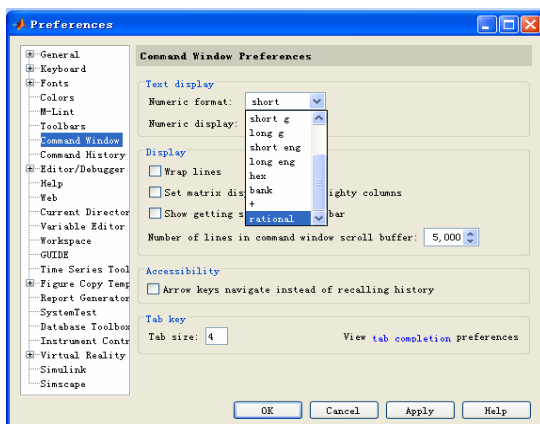 Preferences
General
Keyboard
Fonts
Colors
M-Lint
Toolbars
Command Window
Command History
Editor/Debugger
Help
Web
Current Director
Variable Editor
Workspace
GUIDE
Time Series Tool
Figure Copy Temp
Report Generator
SystemTest
Database Toolbox
Instrument Contr
Virtual Reality
Simulink
Simscape
Command Window Preferences
Text display
Numeric format: short
Numeric display:
short g
long g
short eng
long eng
hex
bank
+
rational
Display
Wrap lines
Set matrix dis ighty columns
Show getting s bar
Number of lines in command window scroll buffer: 5,000
Accessibility
Arrow keys navigate instead of recalling history
Tab key
Tab size: 4 View tab completion preferences
OK Cancel Apply Help